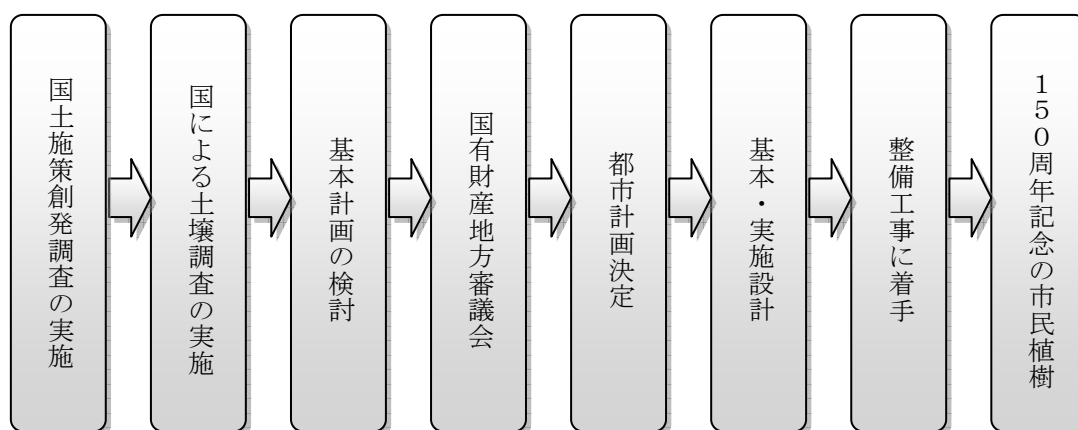 国土施策創発調査の実施
国による土壌調査の実施
基本計画の検討
国有財産地方審議会
都市計画決定
基本・実施設計
整備工事に着手
１５０周年記念の市民植樹